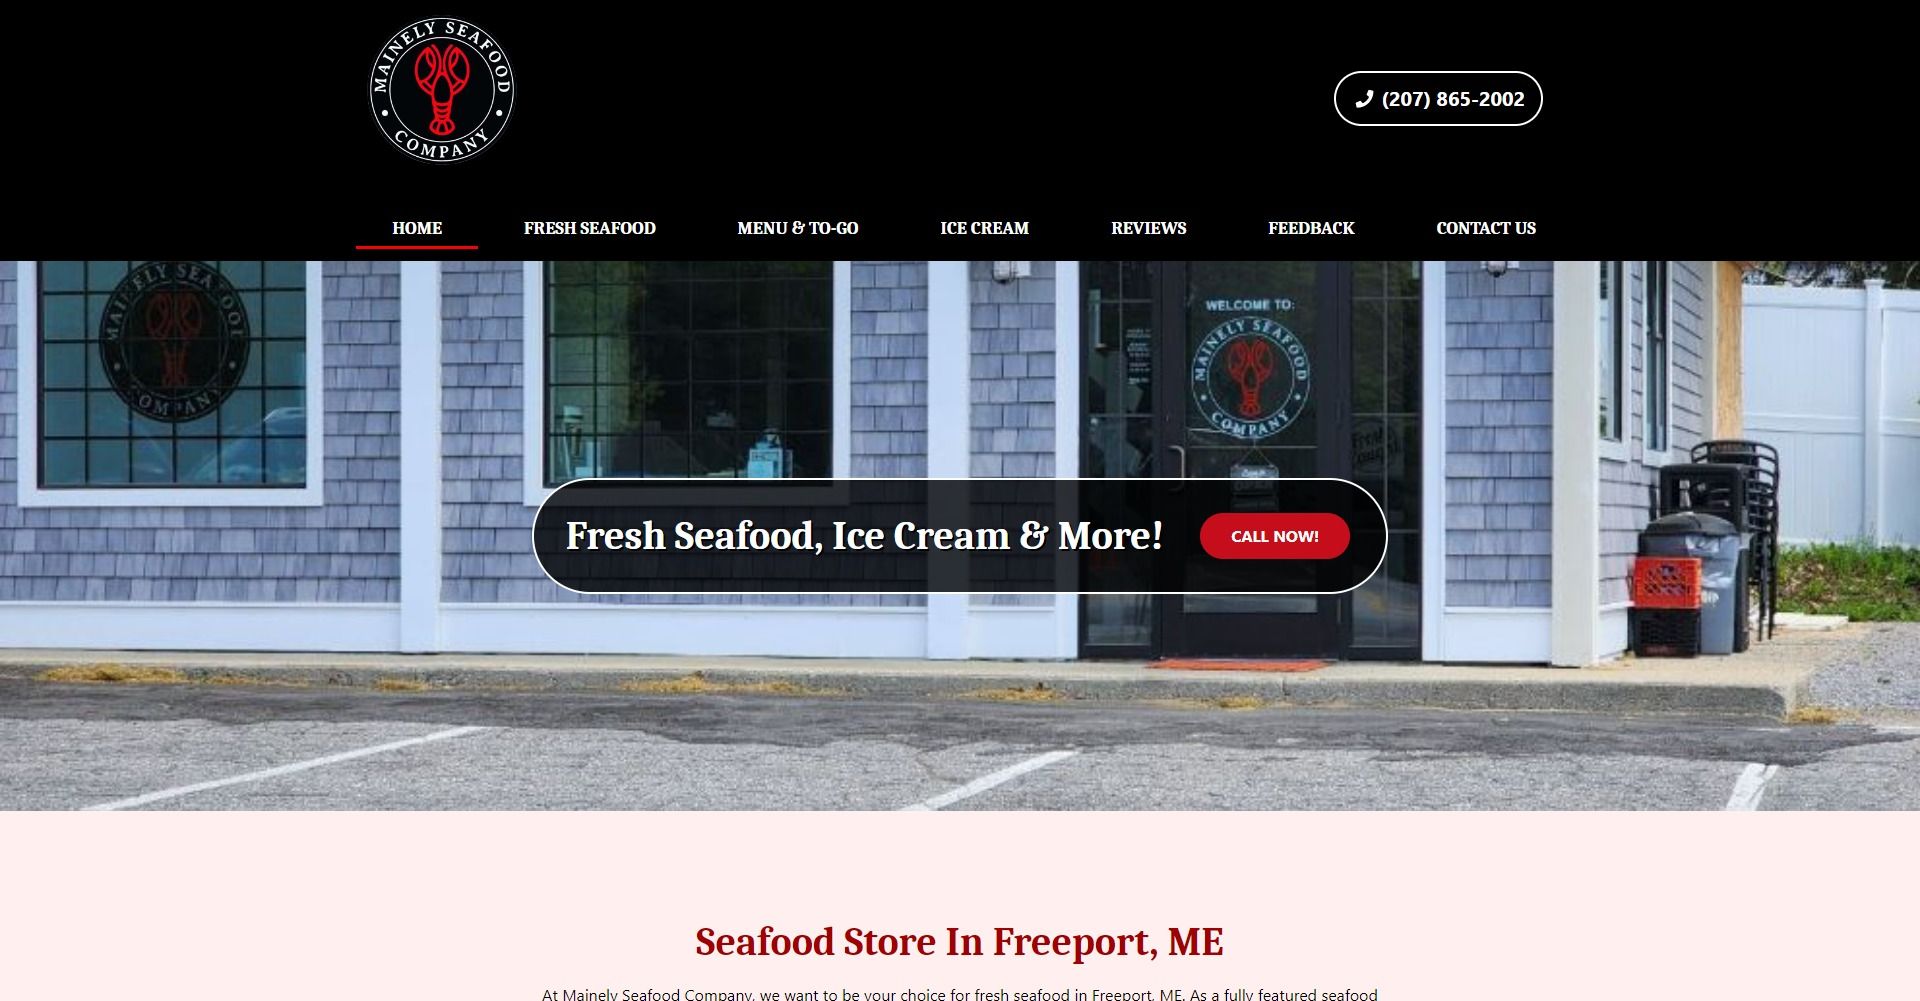 MAINELY SEAFOOD
COMPANY
(207) 865-2002
HOME
FRESH SEAFOOD
MENU & TO-GO
ICE CREAM
REVIEWS
FEEDBACK
CONTACT US
MAINELY SEAFOOD
COMPANY
WELCOME TO:
MAINELY SEAFOOD
COMPANY
Fresh Seafood, Ice Cream & More!
CALL NOW!
Seafood Store In Freeport, ME
At Mainely Seafood Company, we want to be your choice for fresh seafood in Freeport, ME. As a fully featured seafood